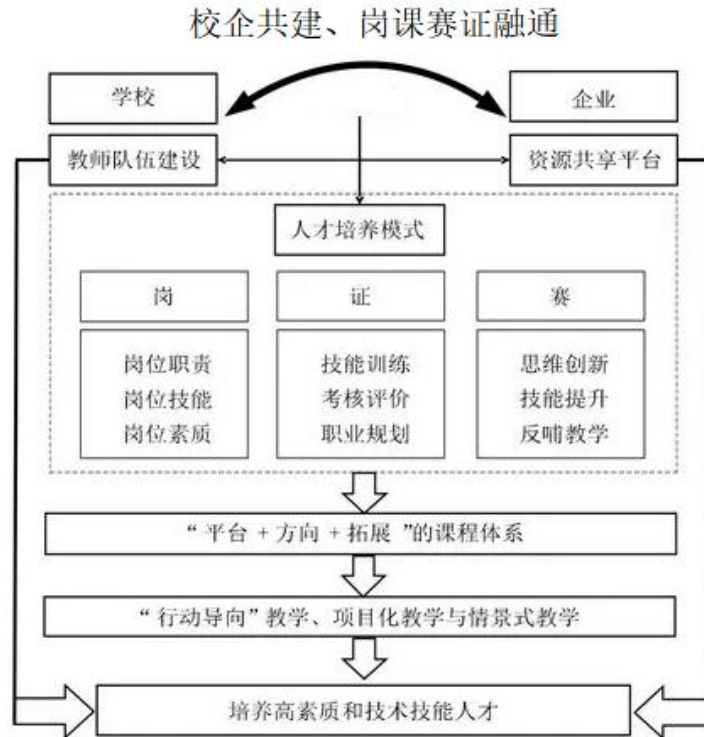 校企共建、岗课赛证融通
学校
企业
教师队伍建设
资源共享平台
人才培养模式
岗
证
赛
岗位职责
岗位技能
岗位素质
技能训练
考核评价
职业规划
思维创新
技能提升
反哺教学
“平台+方向+拓展”的课程体系
“行动导向”教学、项目化教学与情景式教学
培养高素质和技术技能人才